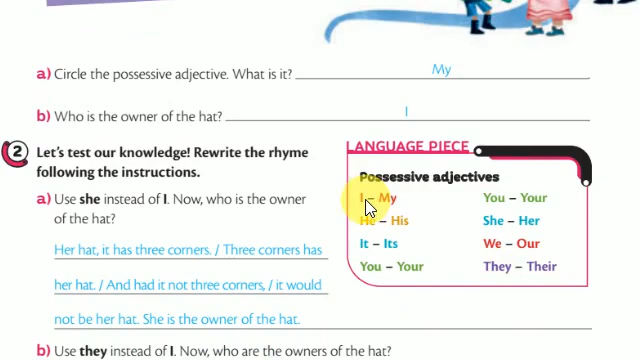 a) Circle the possessive adjective. What is it? My
b) Who is the owner of the hat? I
2 Let's test our knowledge! Rewrite the rhyme
following the instructions.
a) Use she instead of I. Now, who is the owner
of the hat?
Her hat, it has three corners. / Three corners has
her hat. / And had it not three corners, / it would
not be her hat. She is the owner of the hat.
b) Use they instead of I. Now, who are the owners of the hat?
LANGUAGE PIECE
Possessive adjectives
I – My You – Your
He – His She – Her
It – Its We – Our
You – Your They – Their